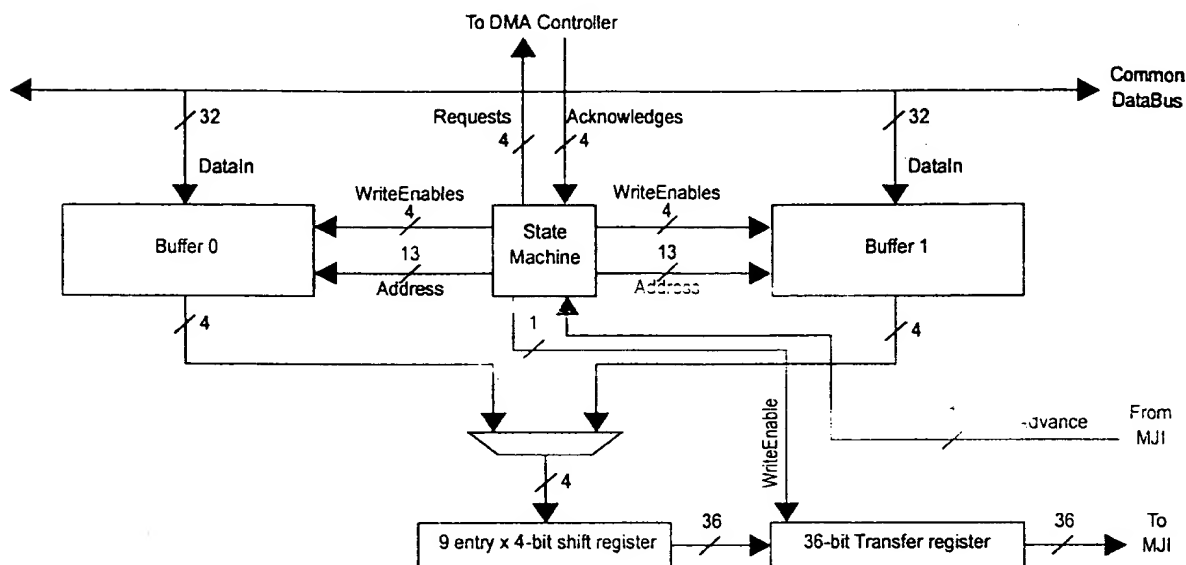 To DMA Controller
Common
DataBus
32
Requests
4
Acknowledges
4
32
DataIn
DataIn
WriteEnables
4
WriteEnables
4
Buffer 0
State
Machine
Buffer 1
13
Address
13
Address
4
1
4
WriteEnable
From
MJI
4
9 entry x 4-bit shift register
36
36-bit Transfer register
36
To
MJI